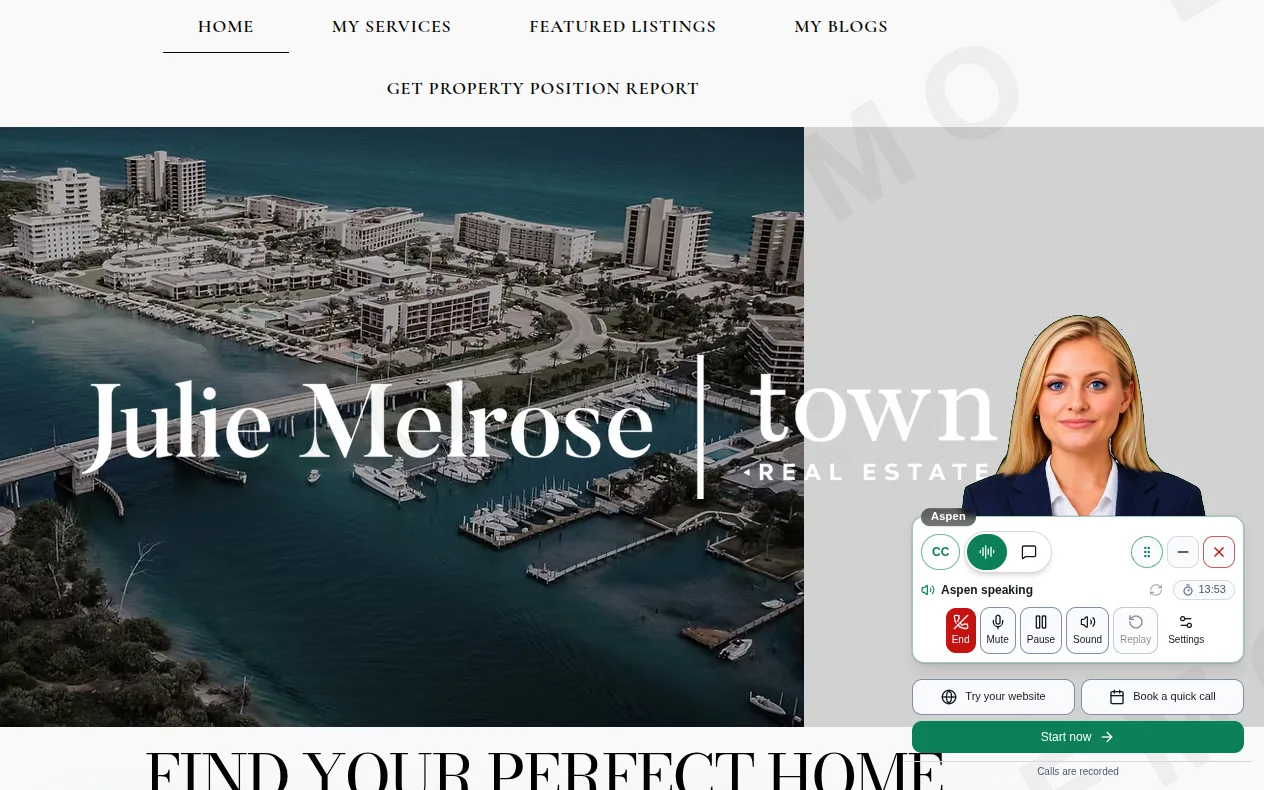 HOME MY SERVICES FEATURED LISTINGS MY BLOGS
GET PROPERTY POSITION REPORT
MO
Julie Melrose | town
REAL ESTATE
Aspen
CC
Aspen speaking 13:53
End Mute Pause Sound Replay Settings
Try your website Book a quick call
Start now
FIND YOUR PERFECT HOME
Calls are recorded